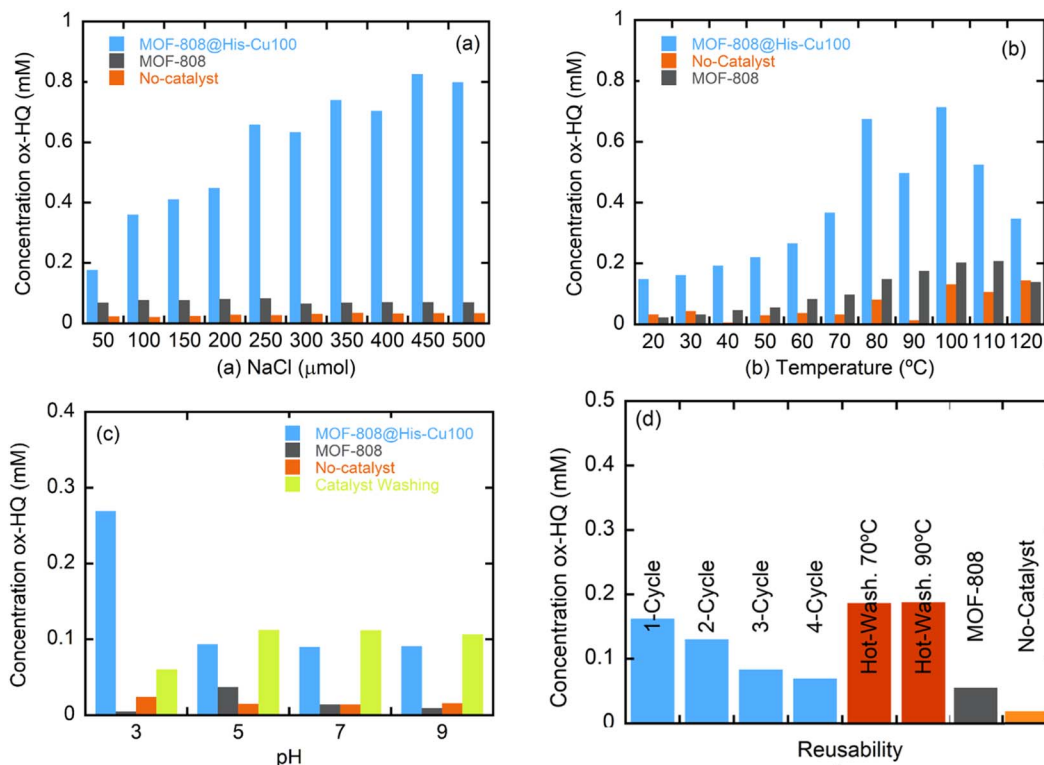 Concentration ox-HQ (mM)
1
0.8
0.6
0.4
0.2
0
MOF-808@His-Cu100
MOF-808
No-catalyst
(a)
50 100 150 200 250 300 350 400 450 500
(a) NaCl (μmol)
Concentration ox-HQ (mM)
1
0.8
0.6
0.4
0.2
0
MOF-808@His-Cu100
No-Catalyst
MOF-808
(b)
20 30 40 50 60 70 80 90 100 110 120
(b) Temperature (ºC)
Concentration ox-HQ (mM)
0.4
0.3
0.2
0.1
0
(c)
MOF-808@His-Cu100
MOF-808
No-catalyst
Catalyst Washing
3 5 7 9
pH
Concentration ox-HQ (mM)
0.5
0.4
0.3
0.2
0.1
0
(d)
1-Cycle
2-Cycle
3-Cycle
4-Cycle
Hot-Wash. 70ºC
Hot-Wash. 90ºC
MOF-808
No-Catalyst
Reusability